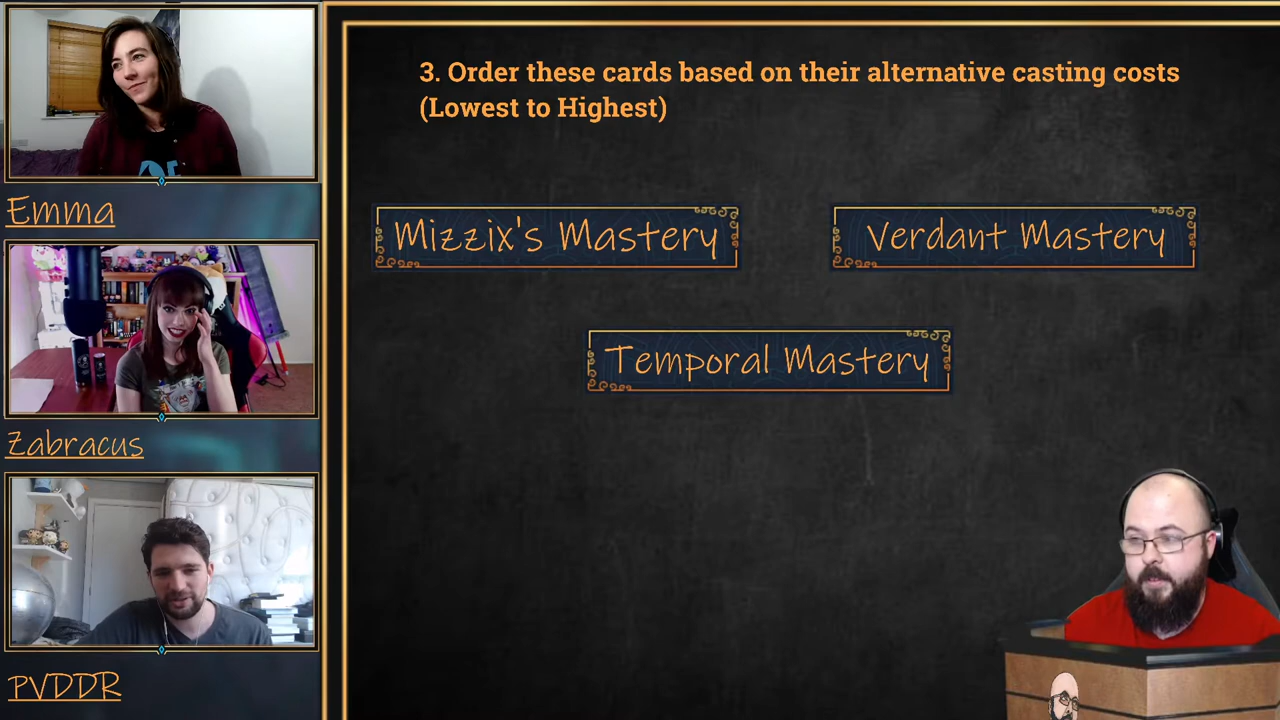 3. Order these cards based on their alternative casting costs
(Lowest to Highest)
Mizzix's Mastery
Verdant Mastery
Temporal Mastery
Emma
Zabracus
PVDDR